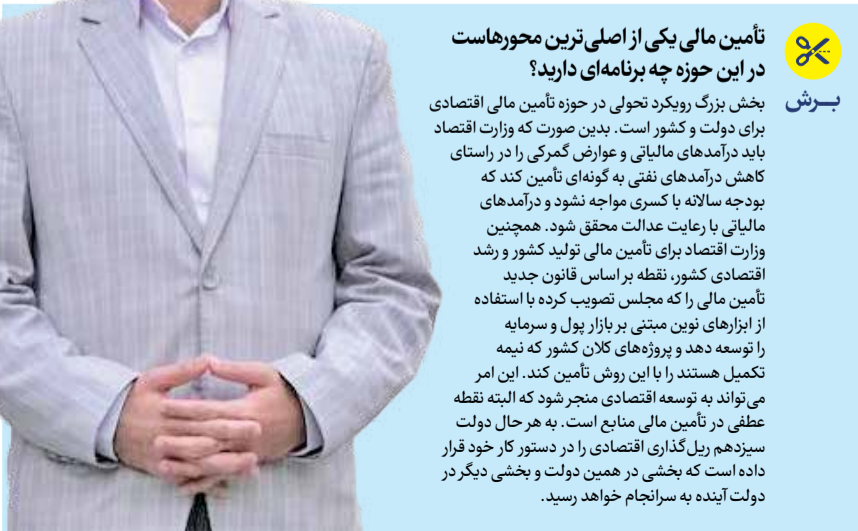 برش
تأمین مالی یکی از اصلی‌ترین محورهاست
در این حوزه چه برنامه‌ای دارید؟
بخش بزرگ رویکرد تحولی در حوزه تأمین مالی اقتصادی
برای دولت و کشور است. بدین صورت که وزارت اقتصاد
باید درآمدهای مالیاتی و عوارض گمرکی را در راستای
کاهش درآمدهای نفتی به گونه‌ای تأمین کند که
بودجه سالانه با کسری مواجه نشود و درآمدهای
مالیاتی با رعایت عدالت محقق شود. همچنین
وزارت اقتصاد برای تأمین مالی تولید کشور و رشد
اقتصادی کشور، نقطه بر اساس قانون جدید
تأمین مالی را که مجلس تصویب کرده با استفاده
از ابزارهای نوین مبتنی بر بازار پول و سرمایه
را توسعه دهد و پروژه‌های کلان کشور که نیمه
تکمیل هستند را با این روش تأمین کند. این امر
می‌تواند به توسعه اقتصادی منجر شود که البته نقطه
عطفی در تأمین مالی منابع است. به هر حال دولت
سیزدهم ریل‌گذاری اقتصادی را در دستور کار خود قرار
داده است که بخشی در همین دولت و بخشی دیگر در
دولت آینده به سرانجام خواهد رسید.